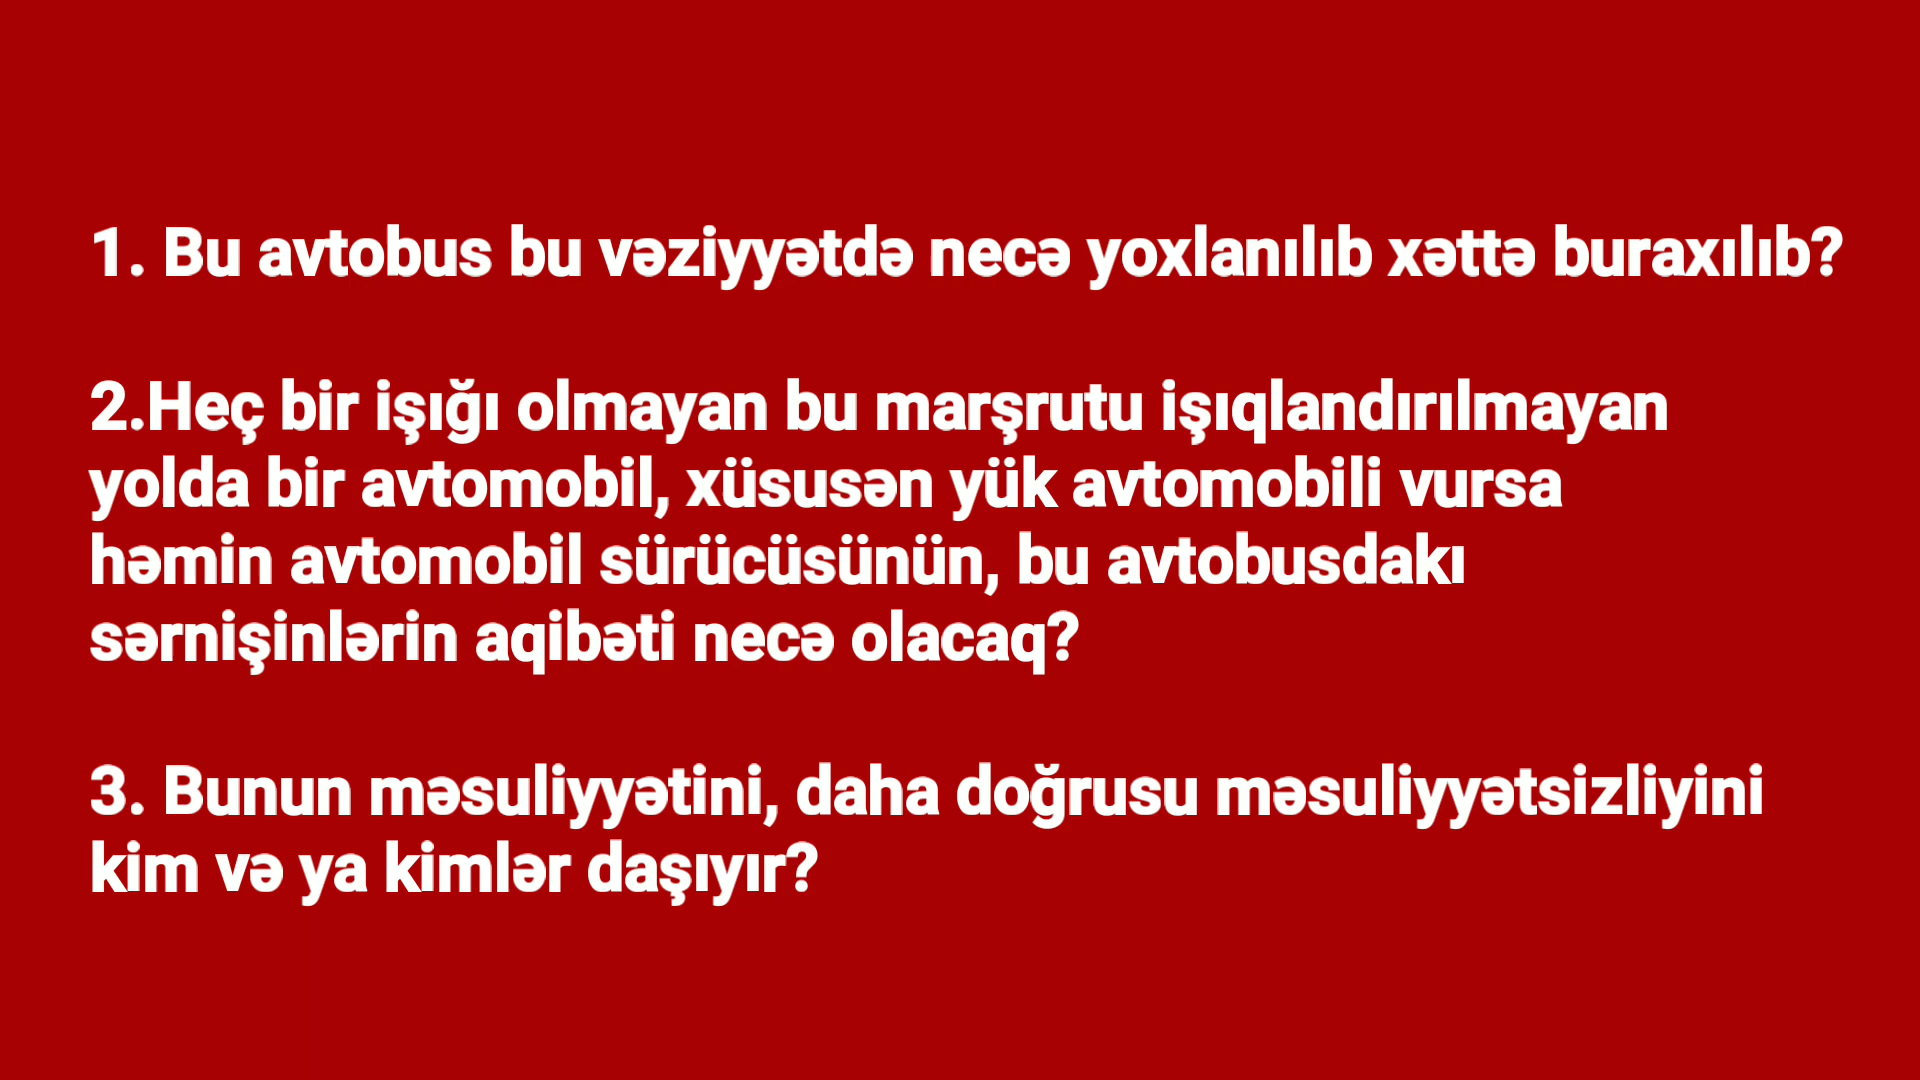 1. Bu avtobus bu vəziyyətdə necə yoxlanılıb xəttə buraxılıb?
2.Heç bir işığı olmayan bu marşrutu işıqlandırılmayan
yolda bir avtomobil, xüsusən yük avtomobili vursa
həmin avtomobil sürücüsünün, bu avtobusdakı
sərnişinlərin aqibəti necə olacaq?
3. Bunun məsuliyyətini, daha doğrusu məsuliyyətsizliyini
kim və ya kimlər daşıyır?